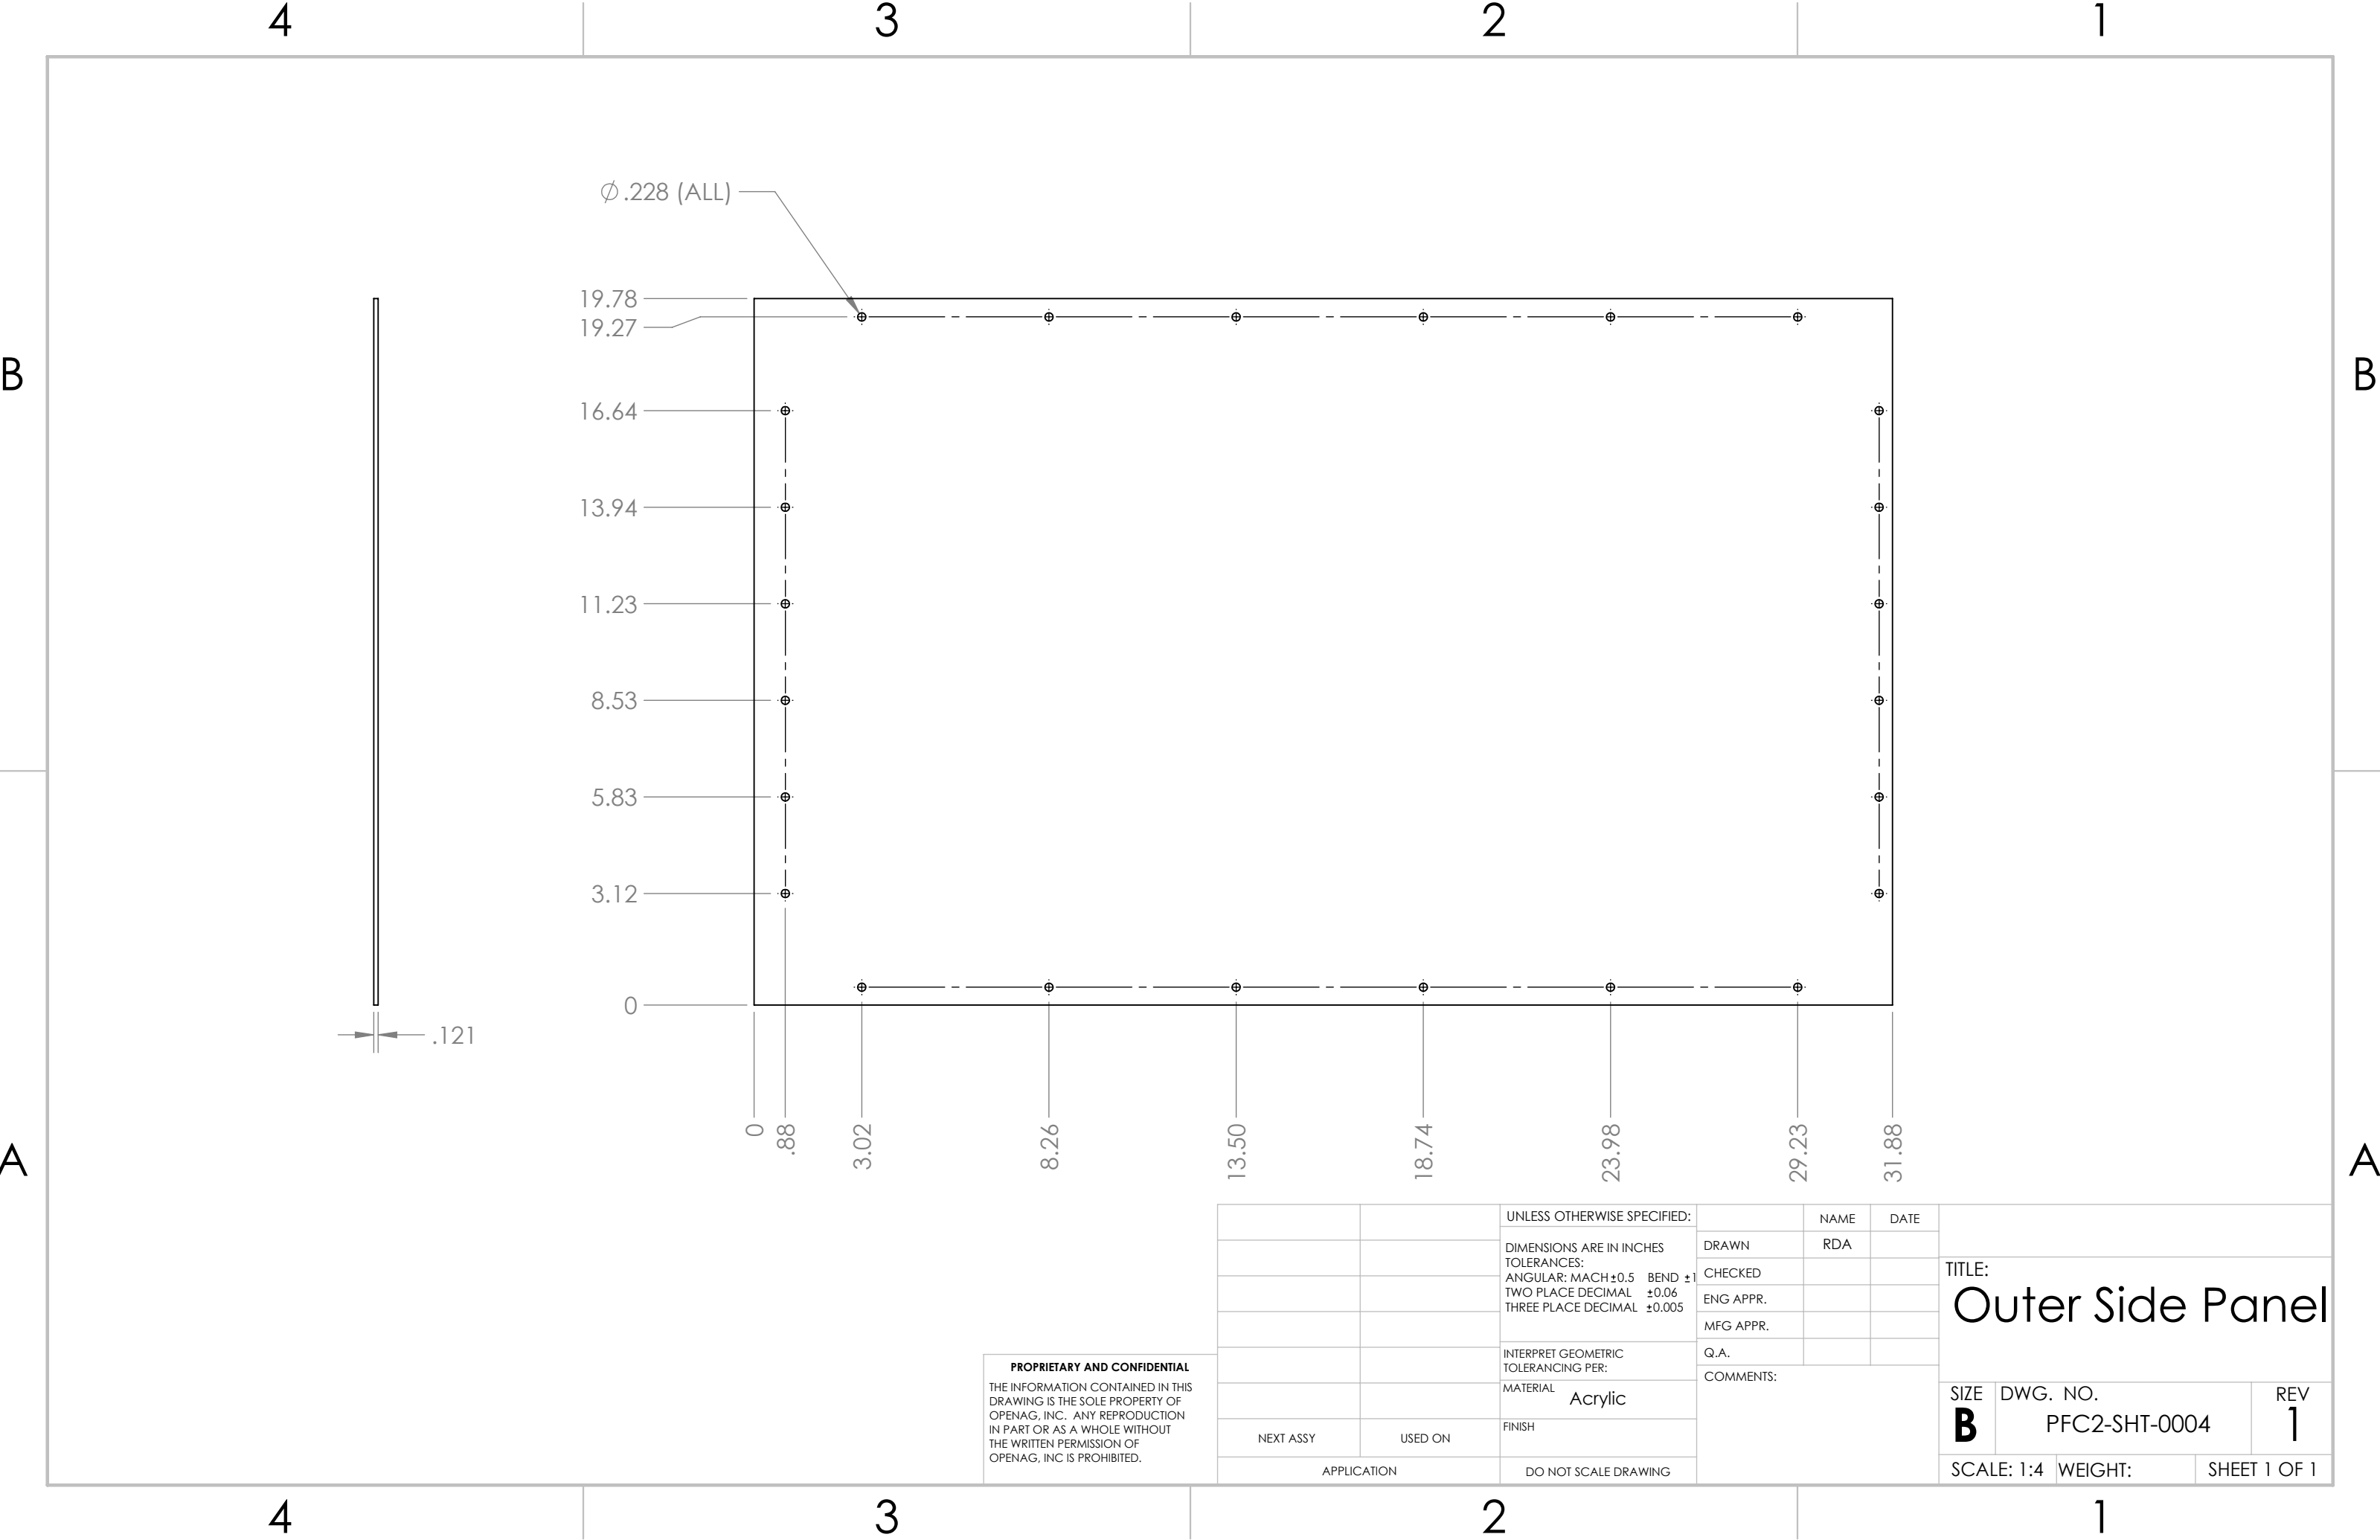 4 3 2 1
⌀.228 (ALL)
19.78
19.27
B B
16.64
13.94
11.23
8.53
5.83
3.12
0
.121
0 .88 3.02 8.26 13.50 18.74 23.98 29.23 31.88
A A
PROPRIETARY AND CONFIDENTIAL
THE INFORMATION CONTAINED IN THIS
DRAWING IS THE SOLE PROPERTY OF
OPENAG, INC. ANY REPRODUCTION
IN PART OR AS A WHOLE WITHOUT
THE WRITTEN PERMISSION OF
OPENAG, INC IS PROHIBITED.
NEXT ASSY USED ON
APPLICATION
UNLESS OTHERWISE SPECIFIED:
DIMENSIONS ARE IN INCHES
TOLERANCES:
ANGULAR: MACH±0.5 BEND ±1
TWO PLACE DECIMAL ±0.06
THREE PLACE DECIMAL ±0.005
INTERPRET GEOMETRIC
TOLERANCING PER:
MATERIAL
Acrylic
FINISH
DO NOT SCALE DRAWING
NAME DATE
DRAWN RDA
CHECKED
ENG APPR.
MFG APPR.
Q.A.
COMMENTS:
TITLE:
Outer Side Panel
SIZE DWG. NO. REV
B PFC2-SHT-0004 1
SCALE: 1:4 WEIGHT: SHEET 1 OF 1
4 3 2 1